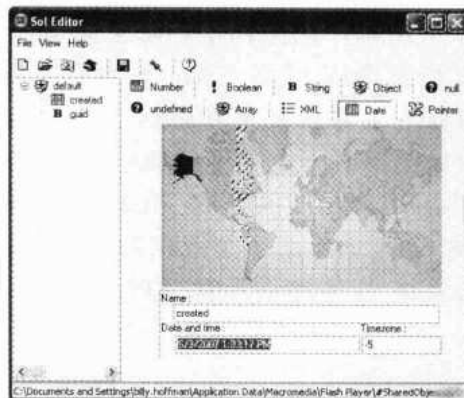 Sol Editor
File View Help
Number ! Boolean B String Object null
undefined Array XML Date Pointer
default
created
B guid
Name :
created
Date and time : Timezone :
-5
C:\Documents and Settings\billy.hoffman\Application Data\Macromedia\Flash Player\#SharedObje